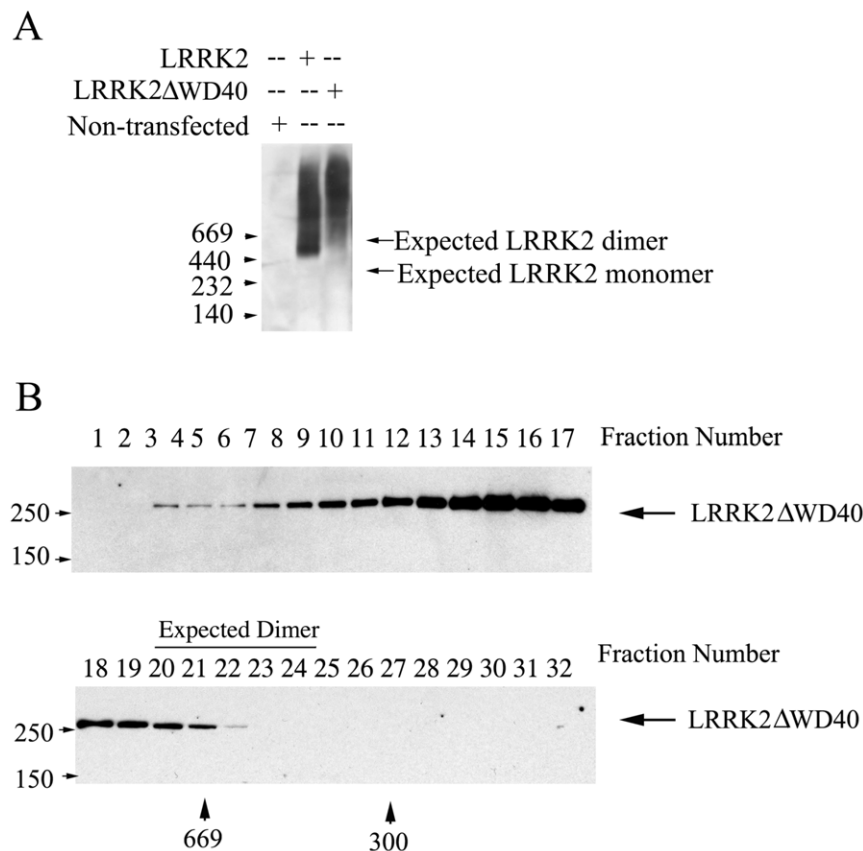 A
LRRK2 -- + --
LRRK2ΔWD40 -- -- +
Non-transfected + -- --
669
440
232
140
Expected LRRK2 dimer
Expected LRRK2 monomer
B
1 2 3 4 5 6 7 8 9 10 11 12 13 14 15 16 17 Fraction Number
250
150
LRRK2ΔWD40
Expected Dimer
18 19 20 21 22 23 24 25 26 27 28 29 30 31 32 Fraction Number
250
150
LRRK2ΔWD40
669 300